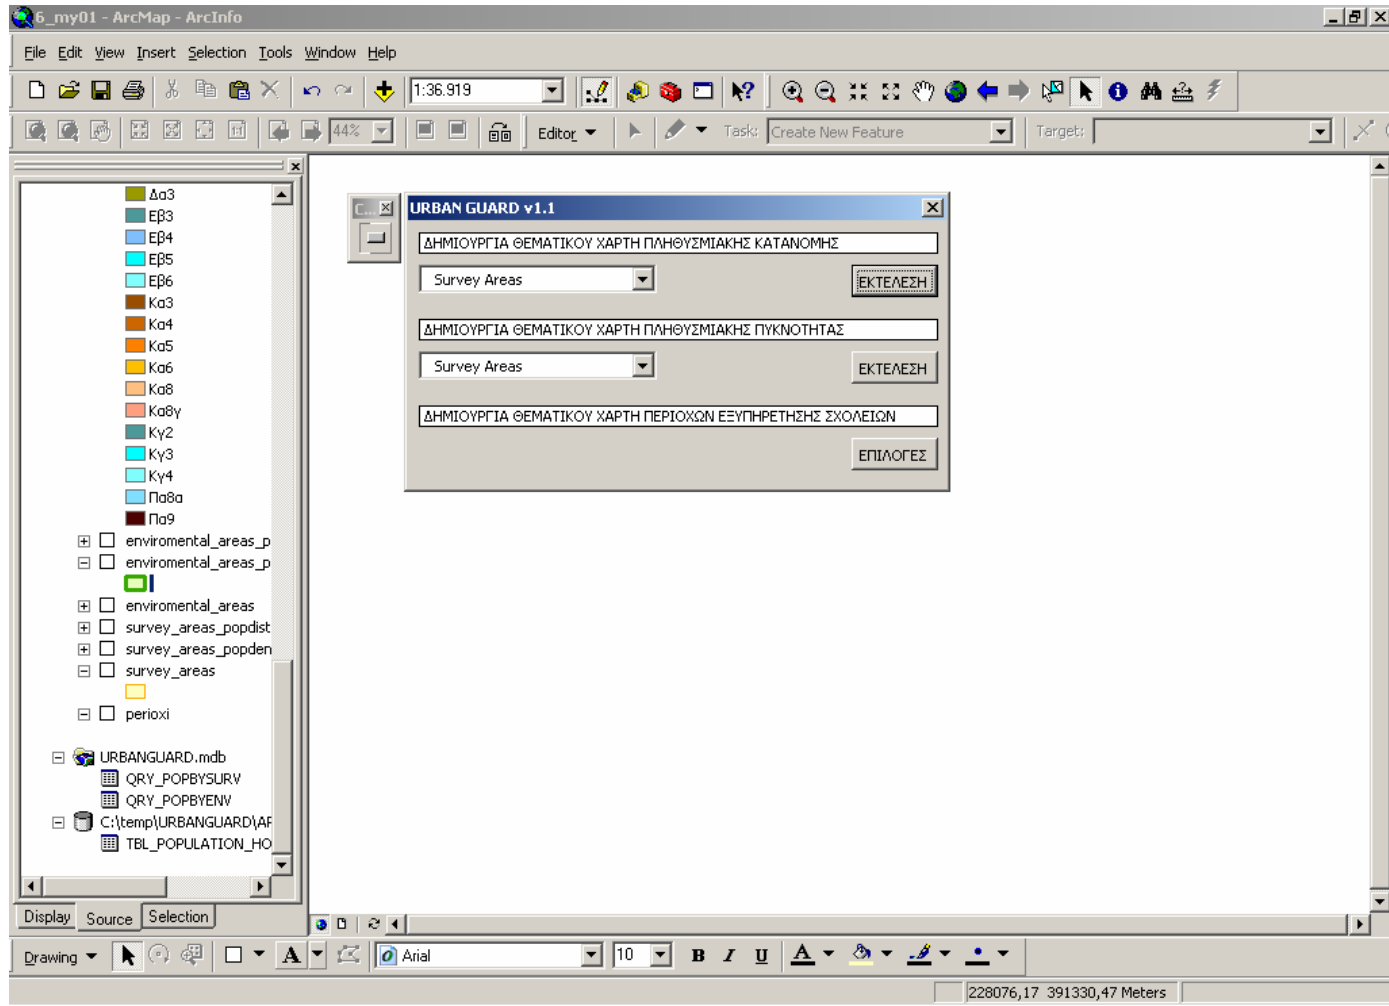 6_my01 - ArcMap - ArcInfo
File Edit View Insert Selection Tools Window Help
1:36.919
44% Editor Task: Create New Feature Target:
Δα3
Εβ3
Εβ4
Εβ5
Εβ6
Κα3
Κα4
Κα5
Κα6
Κα8
Κα8γ
Κγ2
Κγ3
Κγ4
Πα8α
Πα9
enviromental_areas_p
enviromental_areas_p
enviromental_areas
survey_areas_popdist
survey_areas_popden
survey_areas
perioxi
URBANGUARD.mdb
QRY_POPBYSURV
QRY_POPBYENV
C:\temp\URBANGUARD\AF
TBL_POPULATION_HO
Display Source Selection
C...
URBAN GUARD v1.1
ΔΗΜΙΟΥΡΓΙΑ ΘΕΜΑΤΙΚΟΥ ΧΑΡΤΗ ΠΛΗΘΥΣΜΙΑΚΗΣ ΚΑΤΑΝΟΜΗΣ
Survey Areas ΕΚΤΕΛΕΣΗ
ΔΗΜΙΟΥΡΓΙΑ ΘΕΜΑΤΙΚΟΥ ΧΑΡΤΗ ΠΛΗΘΥΣΜΙΑΚΗΣ ΠΥΚΝΟΤΗΤΑΣ
Survey Areas ΕΚΤΕΛΕΣΗ
ΔΗΜΙΟΥΡΓΙΑ ΘΕΜΑΤΙΚΟΥ ΧΑΡΤΗ ΠΕΡΙΟΧΩΝ ΕΞΥΠΗΡΕΤΗΣΗΣ ΣΧΟΛΕΙΩΝ
ΕΠΙΛΟΓΕΣ
Drawing A Arial 10 B I U A
228076,17 391330,47 Meters